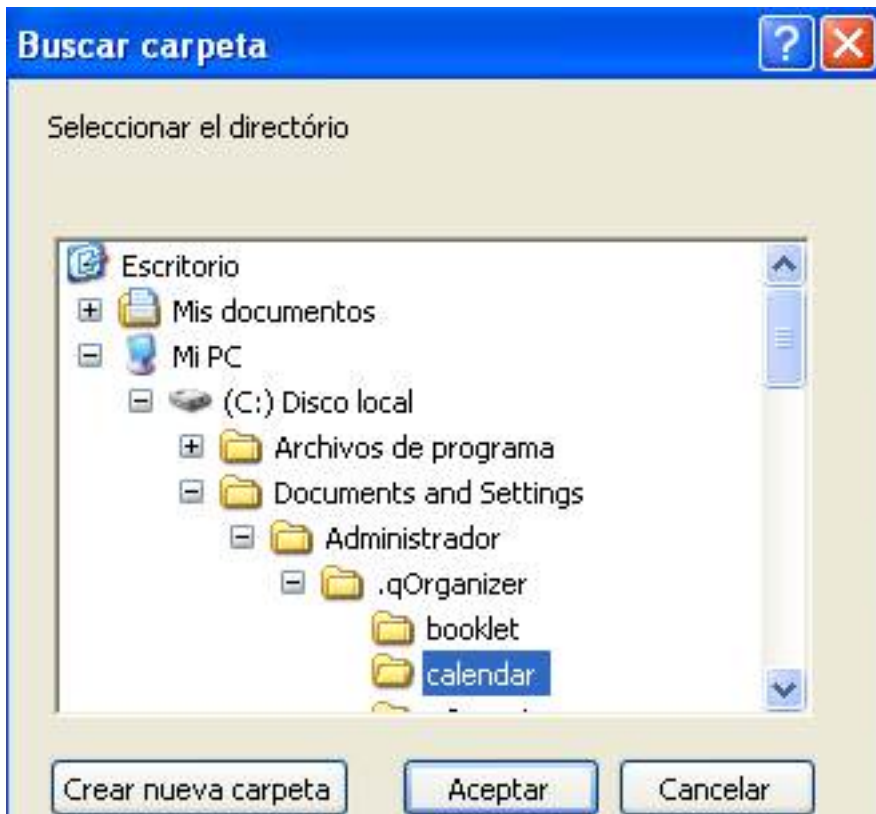 Buscar carpeta
Seleccionar el directório
Escritorio
Mis documentos
Mi PC
(C:) Disco local
Archivos de programa
Documents and Settings
Administrador
.qOrganizer
booklet
calendar
Crear nueva carpeta Aceptar Cancelar